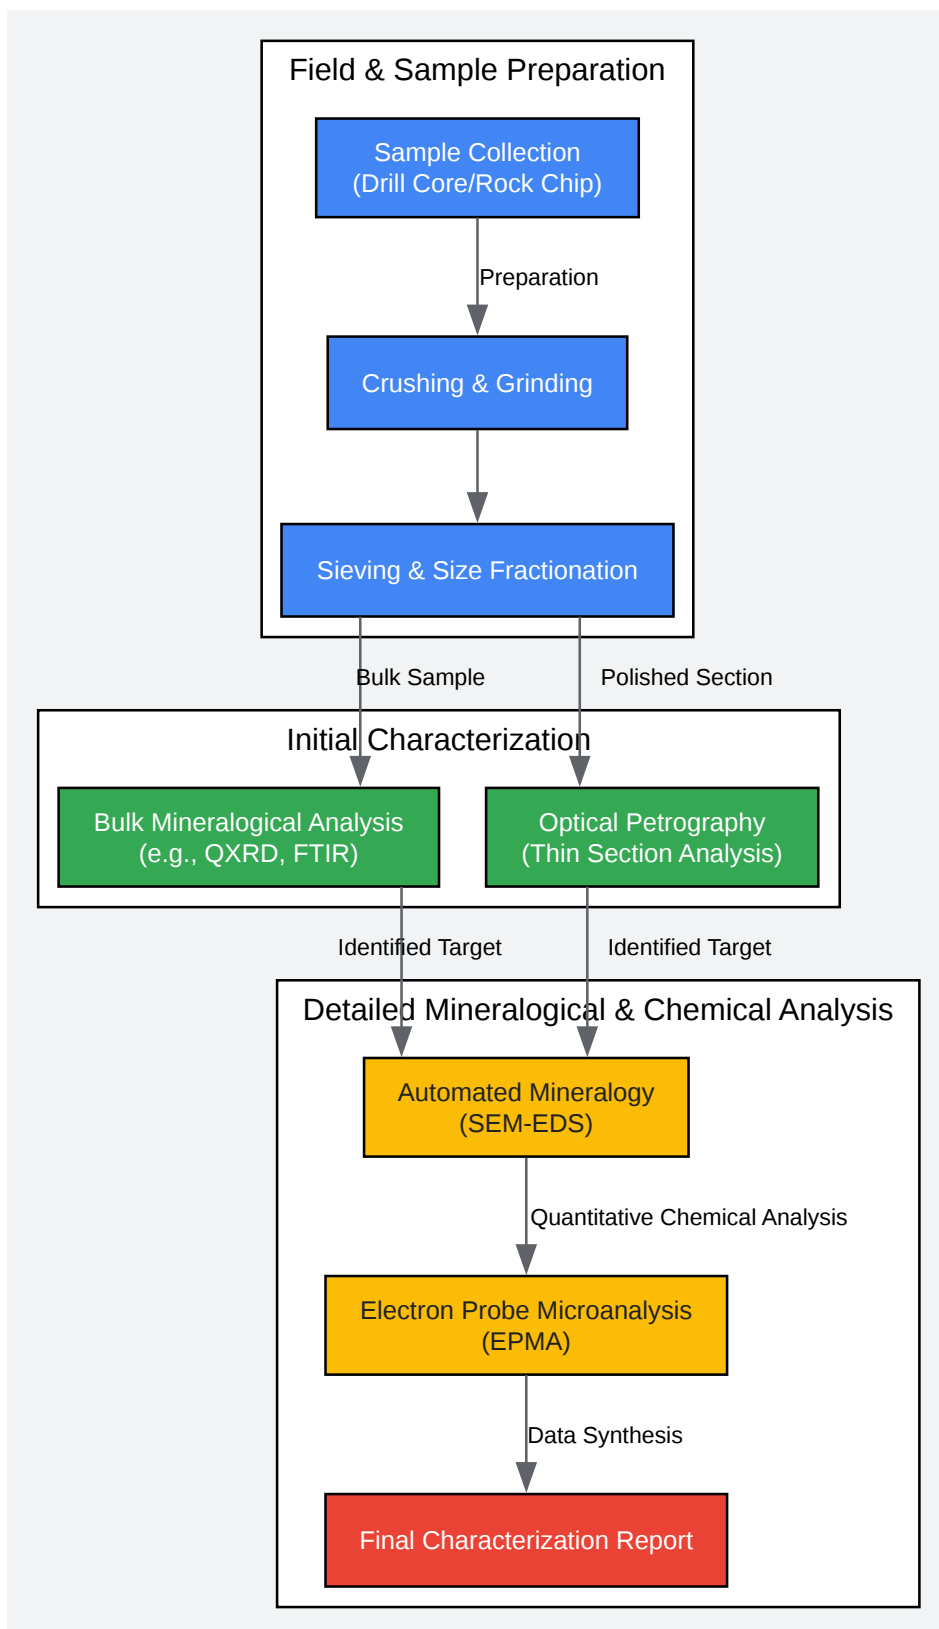 Field & Sample Preparation
Sample Collection
(Drill Core/Rock Chip)
Preparation
Crushing & Grinding
Sieving & Size Fractionation
Bulk Sample
Polished Section
Initial Characterization
Bulk Mineralogical Analysis
(e.g., QXRD, FTIR)
Optical Petrography
(Thin Section Analysis)
Identified Target
Identified Target
Detailed Mineralogical & Chemical Analysis
Automated Mineralogy
(SEM-EDS)
Quantitative Chemical Analysis
Electron Probe Microanalysis
(EPMA)
Data Synthesis
Final Characterization Report